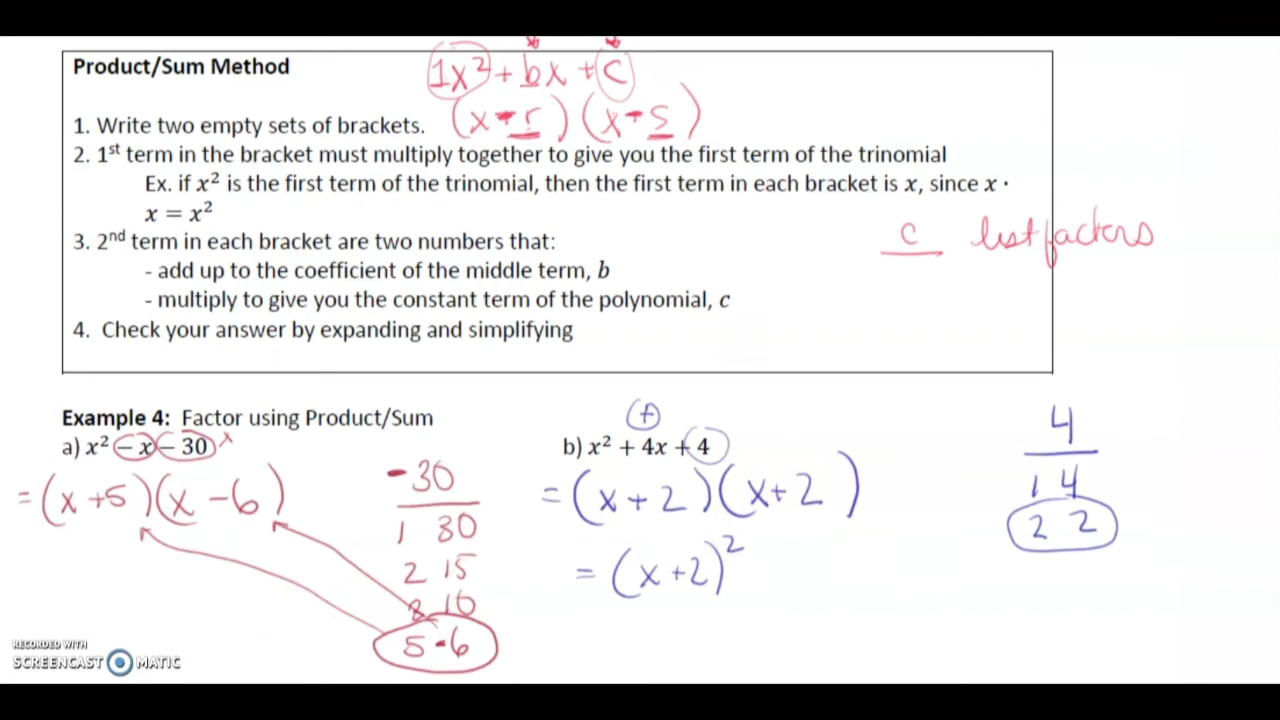 Product/Sum Method
1x² + bx + c
1. Write two empty sets of brackets.
2. 1st term in the bracket must multiply together to give you the first term of the trinomial
Ex. if x² is the first term of the trinomial, then the first term in each bracket is x, since x ·
x = x²
3. 2nd term in each bracket are two numbers that:
c list factors
- add up to the coefficient of the middle term, b
- multiply to give you the constant term of the polynomial, c
4. Check your answer by expanding and simplifying
Example 4: Factor using Product/Sum
(+)
a) x² − x − 30
b) x² + 4x + 4
= (x +5)(x −6)
-30
1 30
2 15
3 10
5 -6
= (x + 2)(x + 2)
= (x +2)²
4
1 4
2 2
RECORDED WITH
SCREENCAST MATIC